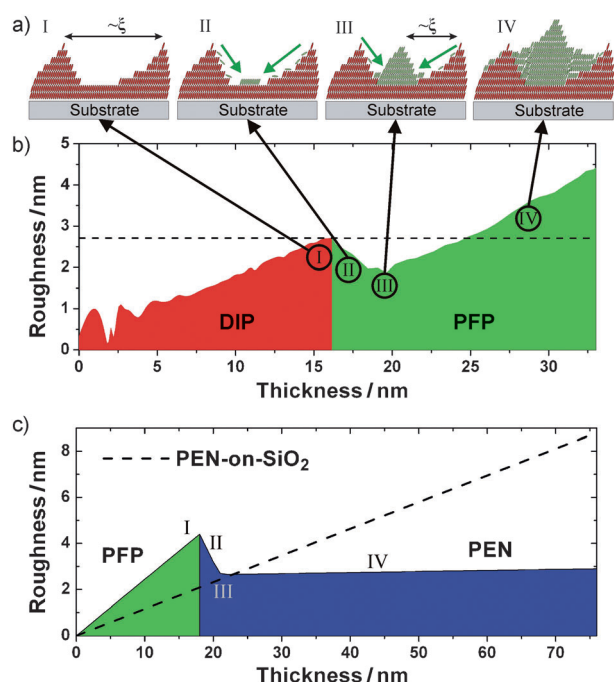 a) I ~ξ II III ~ξ IV
Substrate Substrate Substrate Substrate
b)
5
4
3
2
1
0
Roughness / nm
I II III IV
DIP PFP
0 5 10 15 20 25 30
Thickness / nm
c)
8
6
4
2
0
Roughness / nm
PEN-on-SiO₂
I
II
PFP PEN
IV
III
0 10 20 30 40 50 60 70
Thickness / nm